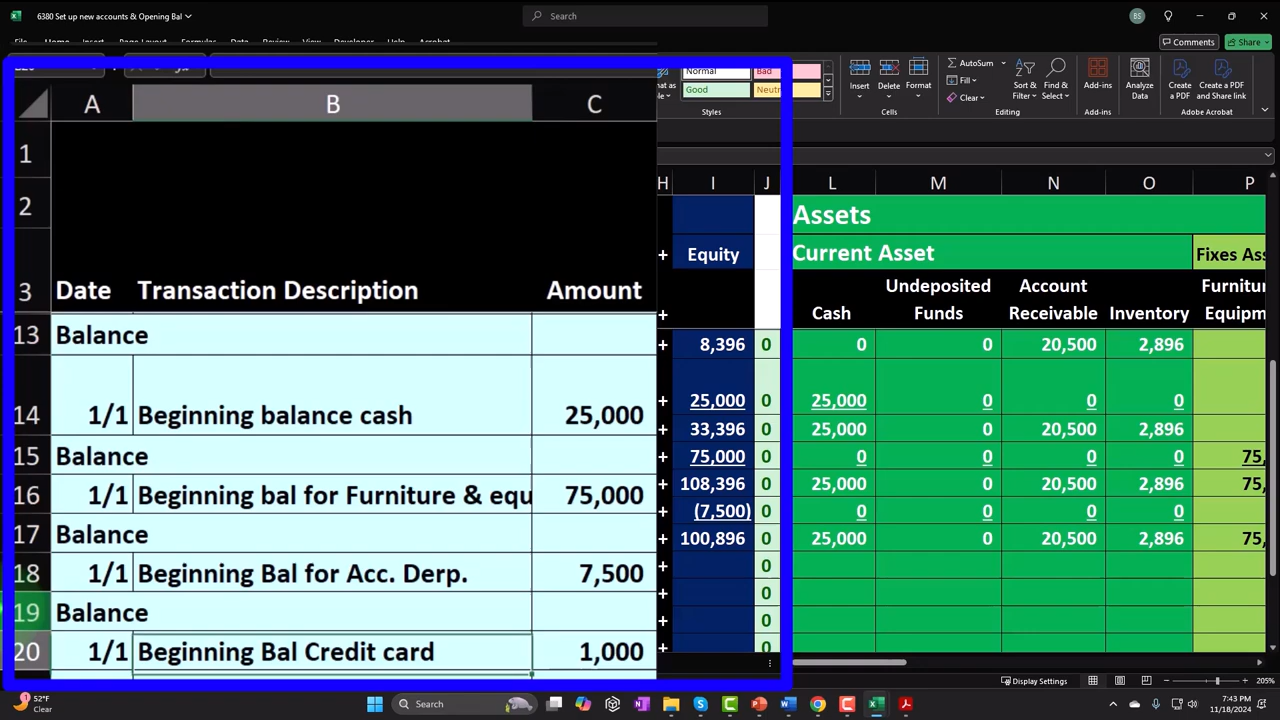 6380 Set up new accounts & Opening Bal
Search
BS
Comments
Share
Normal
Bad
Good
Styles
Insert
Delete
Format
Cells
AutoSum
Fill
Clear
Sort &
Filter
Find &
Select
Editing
Add-ins
Add-ins
Analyze
Data
Create
a PDF
Create a PDF
and Share link
Adobe Acrobat
A B C
H I J L M N O P
1
2
3 Date Transaction Description Amount
13 Balance
14 1/1 Beginning balance cash 25,000
15 Balance
16 1/1 Beginning bal for Furniture & equ 75,000
17 Balance
18 1/1 Beginning Bal for Acc. Derp. 7,500
19 Balance
20 1/1 Beginning Bal Credit card 1,000
Assets
+ Equity Current Asset Fixes Ass
+ Cash Undeposited Funds Account Receivable Inventory
+ 8,396 0 0 0 20,500 2,896
+ 25,000 0 25,000 0 0 0
+ 33,396 0 25,000 0 20,500 2,896
+ 75,000 0 0 0 0 0 75,
+ 108,396 0 25,000 0 20,500 2,896 75,
+ (7,500) 0 0 0 0 0
+ 100,896 0 25,000 0 20,500 2,896 75,
+ 0
+ 0
+ 0
+ 0
Display Settings
205%
52°F
Clear
Search
7:43 PM
11/18/2024